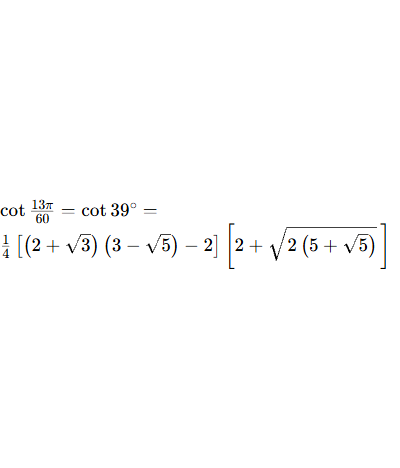 cot 13π/60 = cot 39° =
1/4 [(2 + √3) (3 − √5) − 2] [2 + √(2 (5 + √5))]